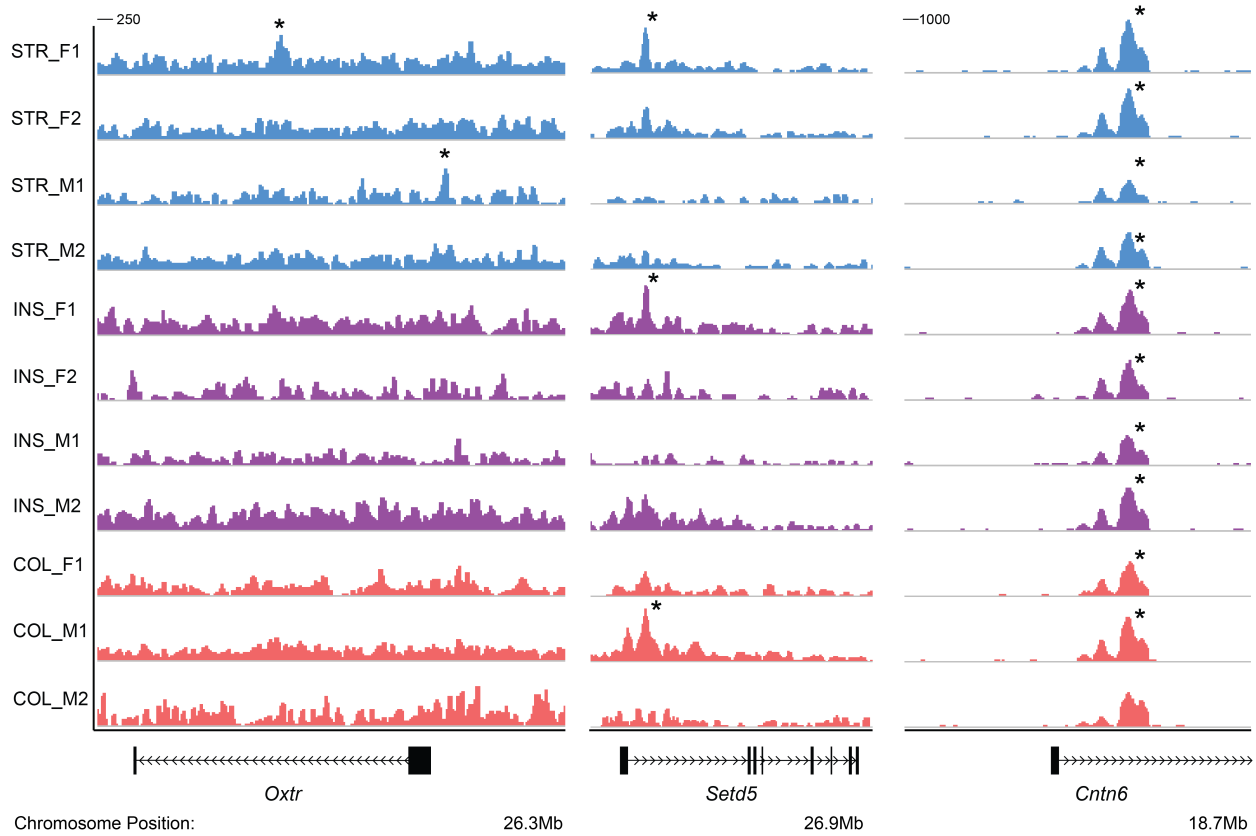 250 1000
* * *
STR_F1
*
STR_F2
* *
STR_M1
*
STR_M2
* *
INS_F1
*
INS_F2
*
INS_M1
*
INS_M2
*
COL_F1
* *
COL_M1
COL_M2
Oxtr Setd5 Cntn6
Chromosome Position: 26.3Mb 26.9Mb 18.7Mb